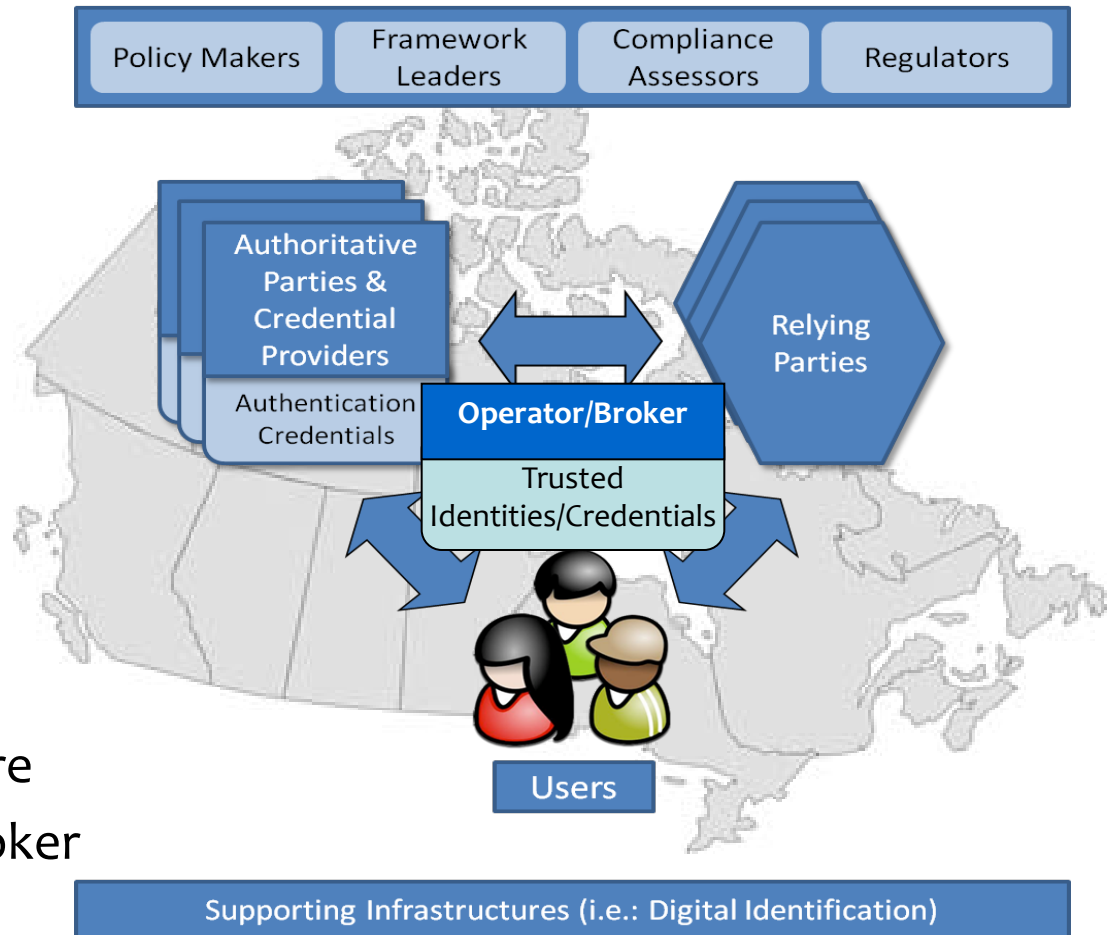 Policy Makers
Framework
Leaders
Compliance
Assessors
Regulators
Authoritative
Parties &
Credential
Providers
Authentication
Credentials
Relying
Parties
Operator/Broker
Trusted
Identities/Credentials
Users
re
oker
Supporting Infrastructures (i.e.: Digital Identification)